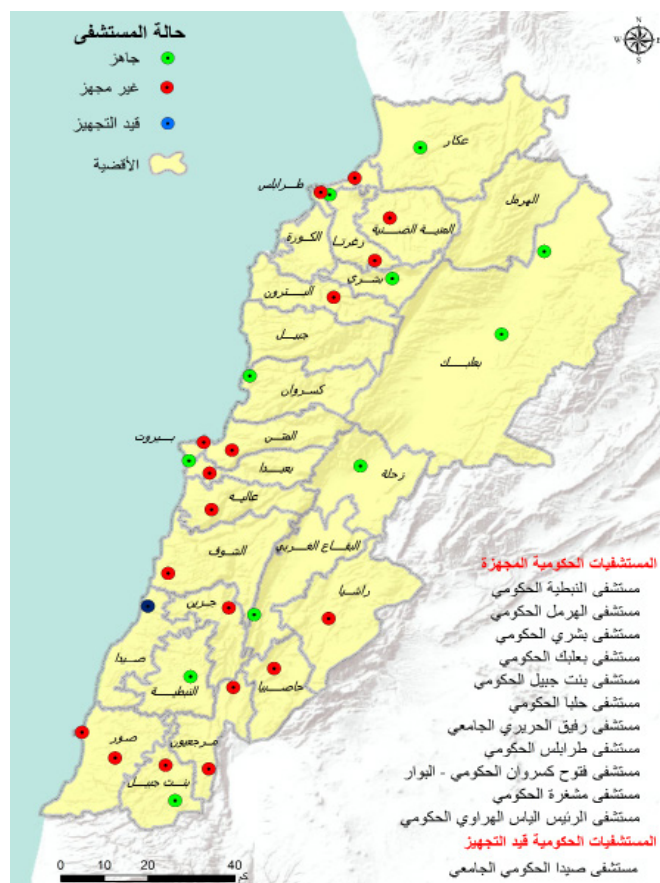 حالة المستشفى
جاهز
غير مجهز
قيد التجهيز
الأقضية
N
W
E
S
عكار
طرابلس
الهرمل
المنية الضنية
زغرتا
الكورة
بشري
البترون
جبيل
بعلبك
كسروان
المتن
بيروت
بعبدا
زحلة
عاليه
الشوف
البقاع الغربي
راشيا
جزين
صيدا
حاصبيا
النبطية
مرجعيون
صور
بنت جبيل
المستشفيات الحكومية المجهزة
مستشفى النبطية الحكومي
مستشفى الهرمل الحكومي
مستشفى بشري الحكومي
مستشفى بعلبك الحكومي
مستشفى بنت جبيل الحكومي
مستشفى حلبا الحكومي
مستشفى رفيق الحريري الجامعي
مستشفى طرابلس الحكومي
مستشفى فتوح كسروان الحكومي - البوار
مستشفى مشغرة الحكومي
مستشفى الرئيس الياس الهراوي الحكومي
المستشفيات الحكومية قيد التجهيز
مستشفى صيدا الحكومي الجامعي
0 10 20 40
كم